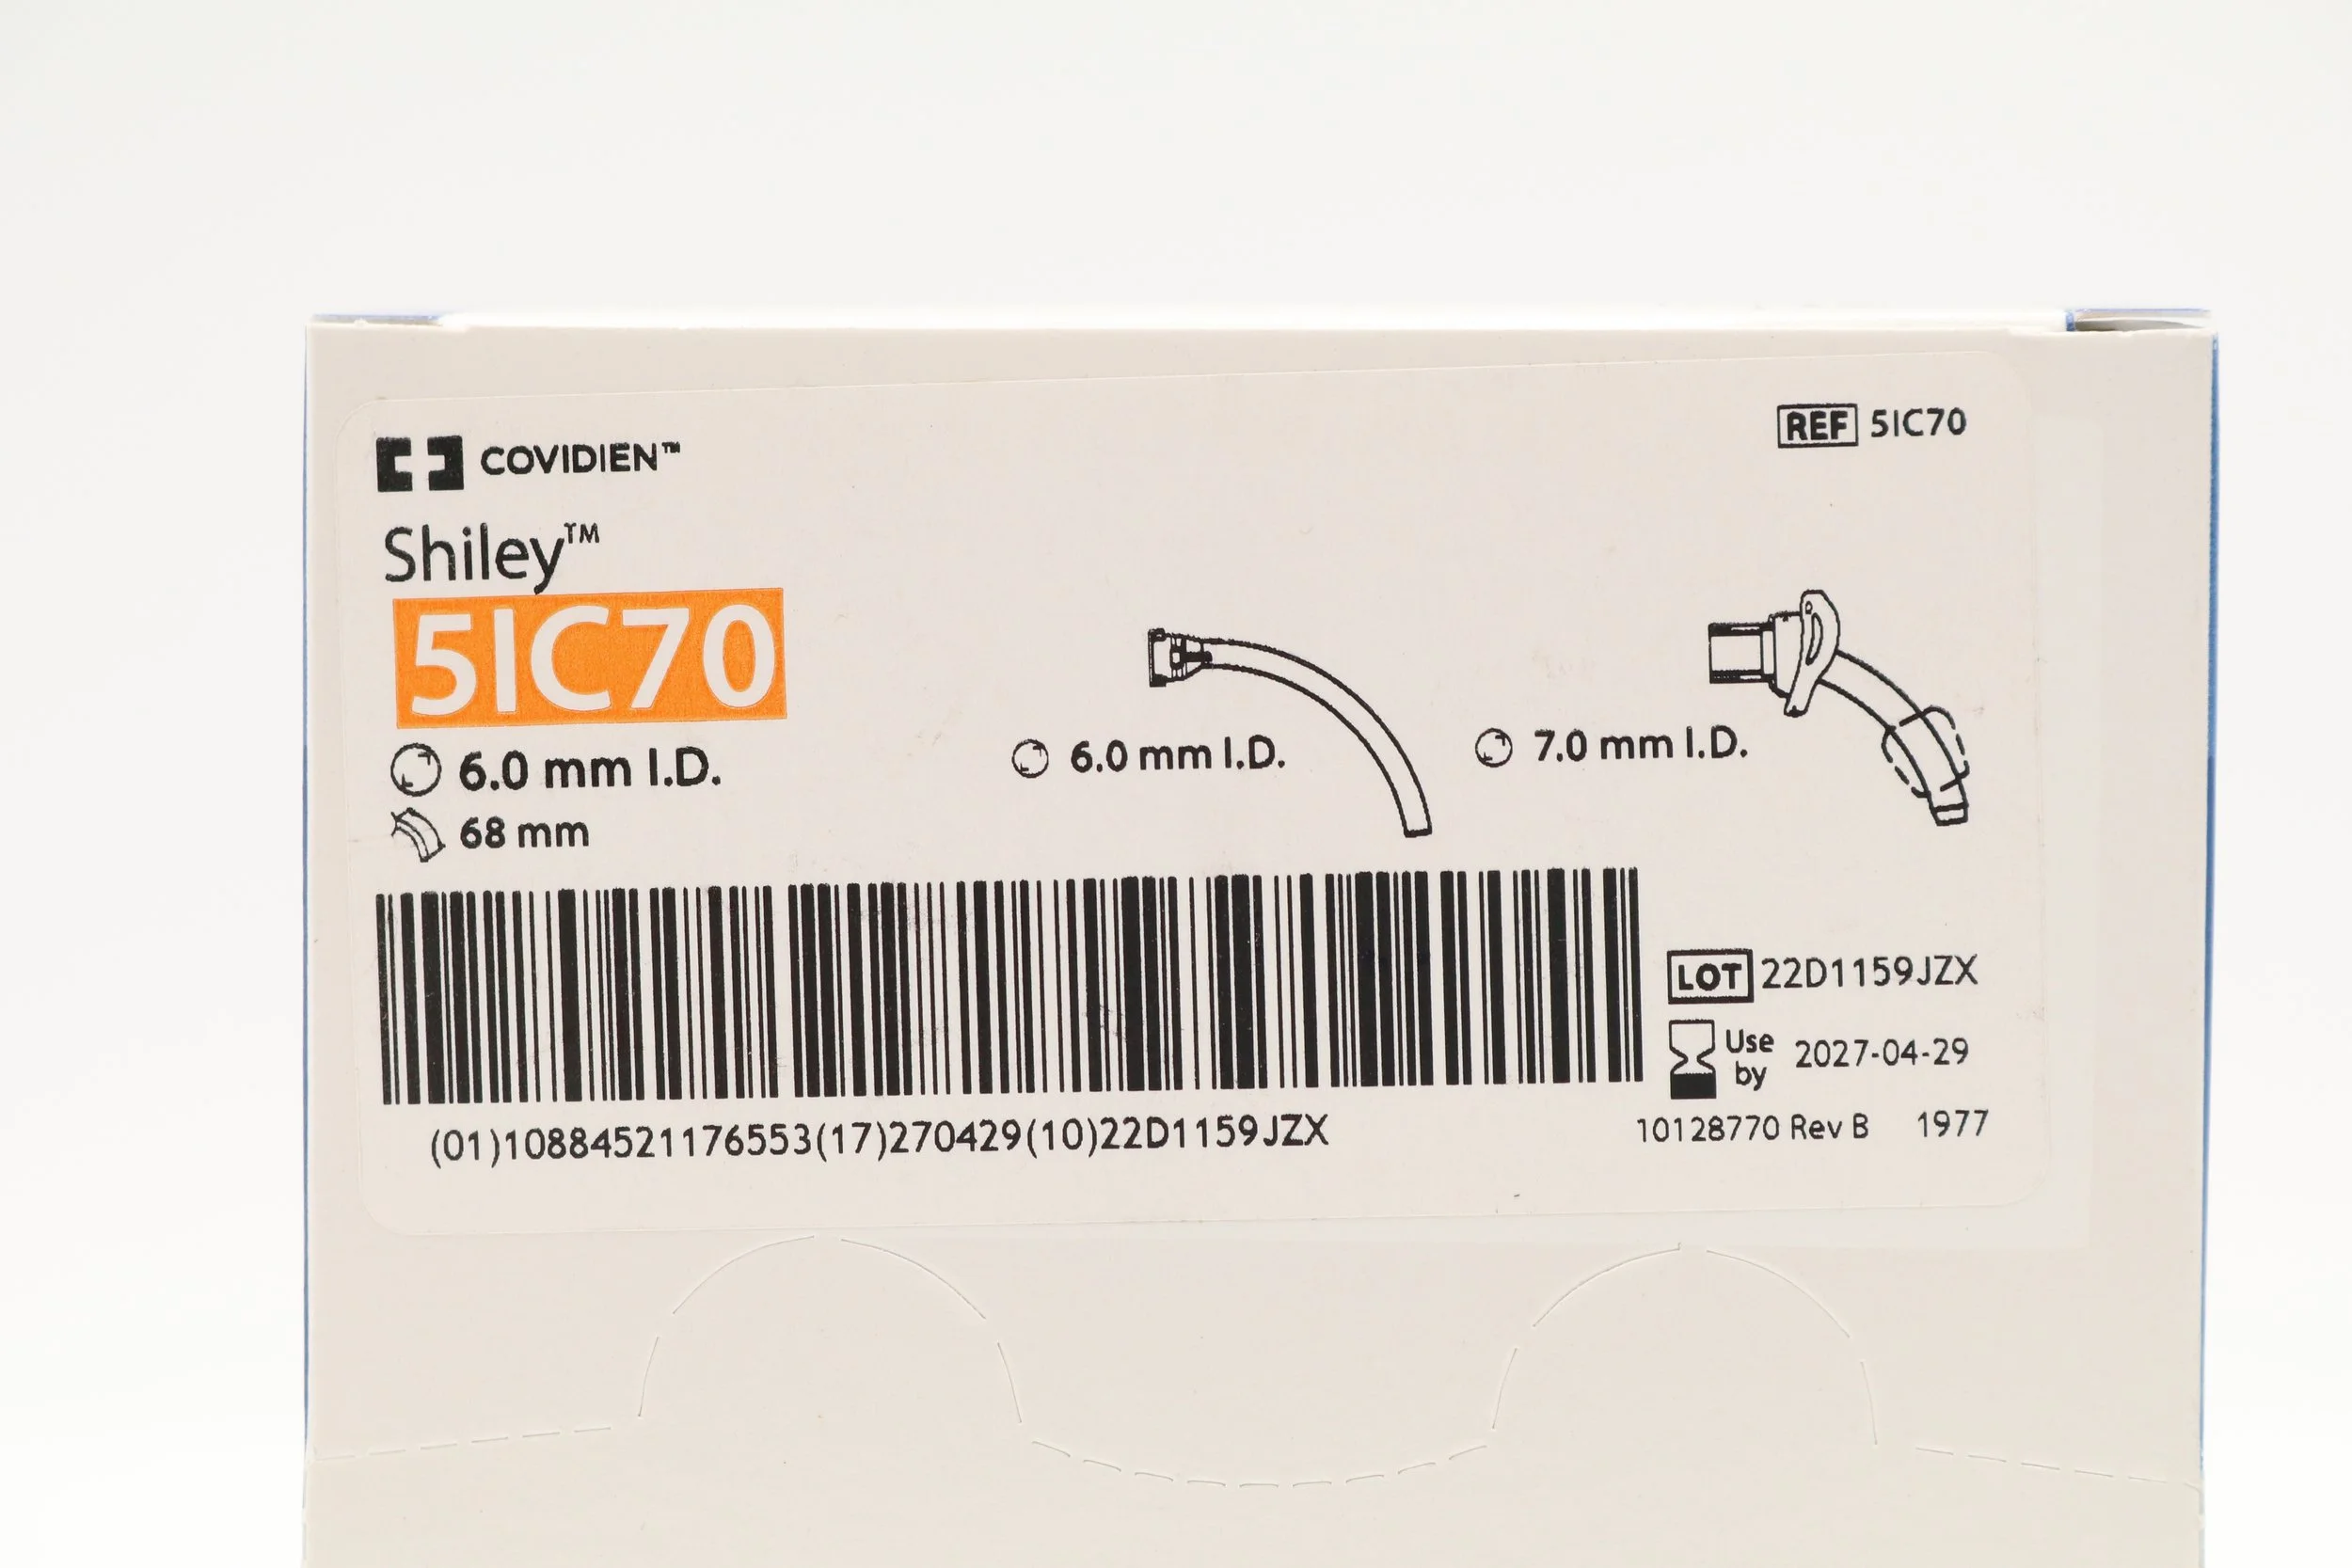 COVIDIEN™
REF 5IC70
Shiley™
5IC70
6.0 mm I.D.
68 mm
6.0 mm I.D.
7.0 mm I.D.
LOT 22D1159JZX
Use by 2027-04-29
(01)10884521176553(17)270429(10)22D1159JZX
10128770 Rev B 1977